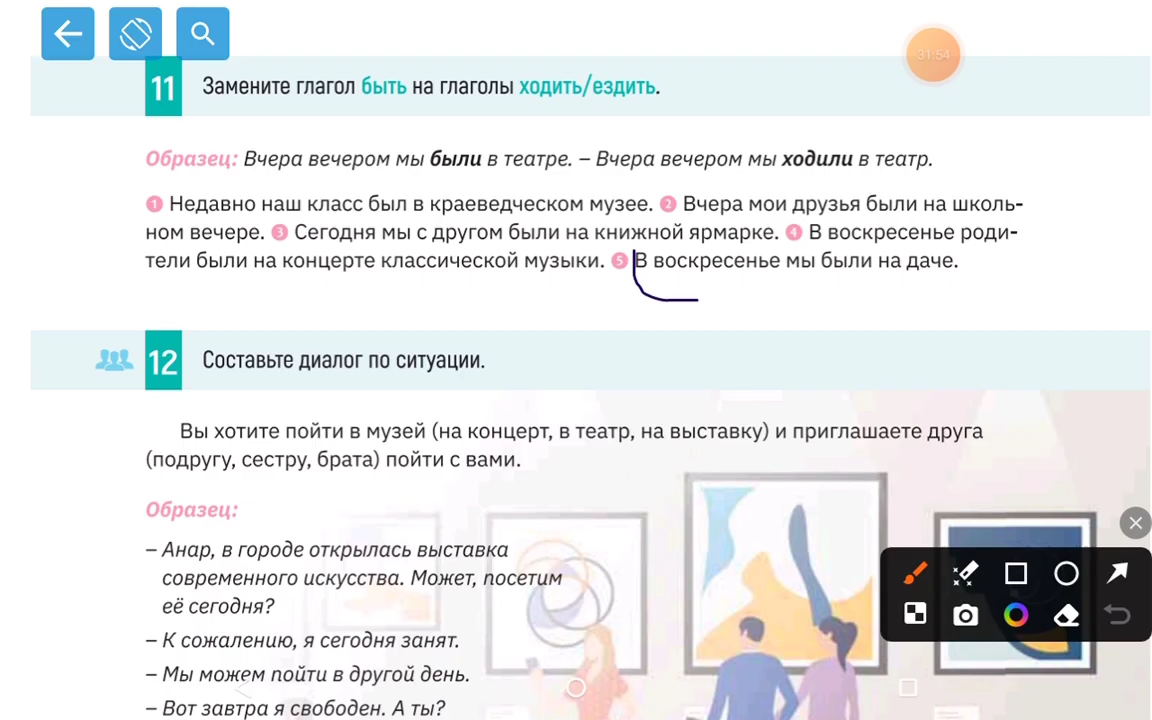 31:54
11 Замените глагол быть на глаголы ходить/ездить.
Образец: Вчера вечером мы были в театре. – Вчера вечером мы ходили в театр.
1 Недавно наш класс был в краеведческом музее. 2 Вчера мои друзья были на школь-
ном вечере. 3 Сегодня мы с другом были на книжной ярмарке. 4 В воскресенье роди-
тели были на концерте классической музыки. 5 В воскресенье мы были на даче.
12 Составьте диалог по ситуации.
Вы хотите пойти в музей (на концерт, в театр, на выставку) и приглашаете друга
(подругу, сестру, брата) пойти с вами.
Образец:
– Анар, в городе открылась выставка
современного искусства. Может, посетим
её сегодня?
– К сожалению, я сегодня занят.
– Мы можем пойти в другой день.
– Вот завтра я свободен. А ты?